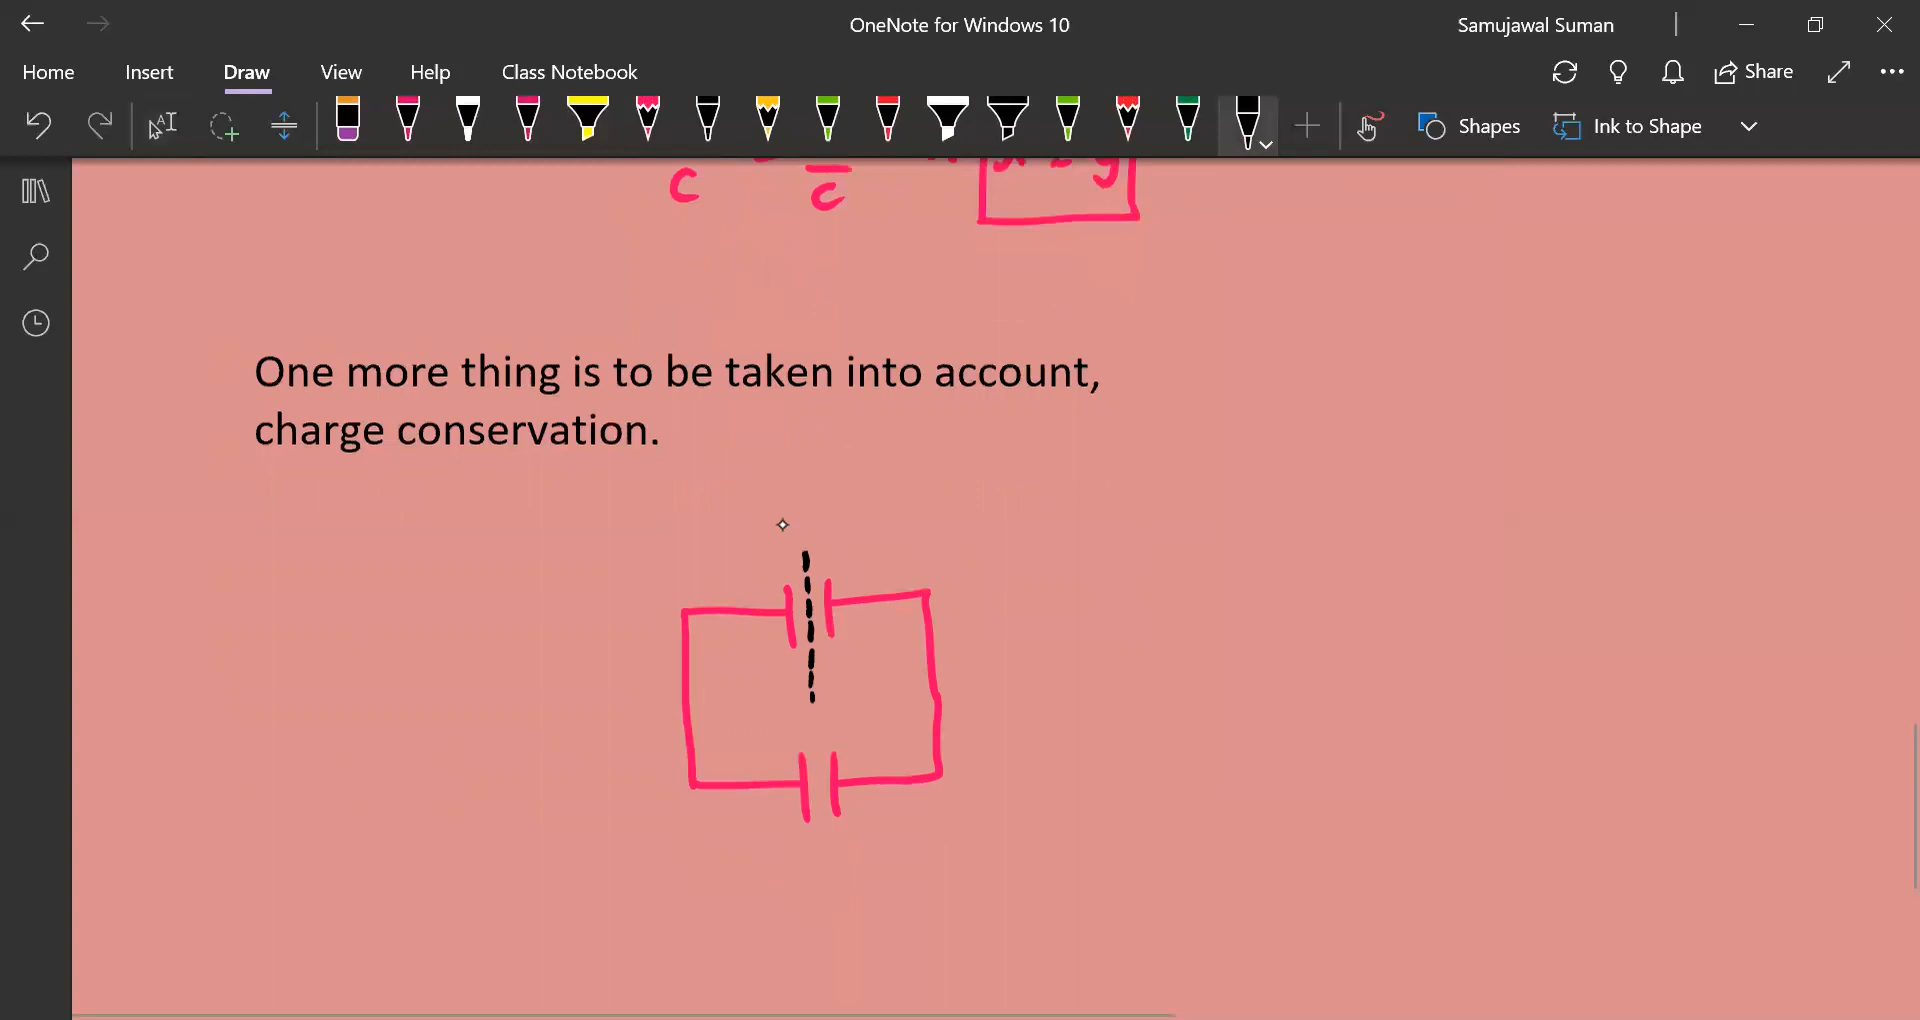 OneNote for Windows 10
Samujawal Suman
Home Insert Draw View Help Class Notebook
Share
Shapes Ink to Shape
c c
One more thing is to be taken into account,
charge conservation.